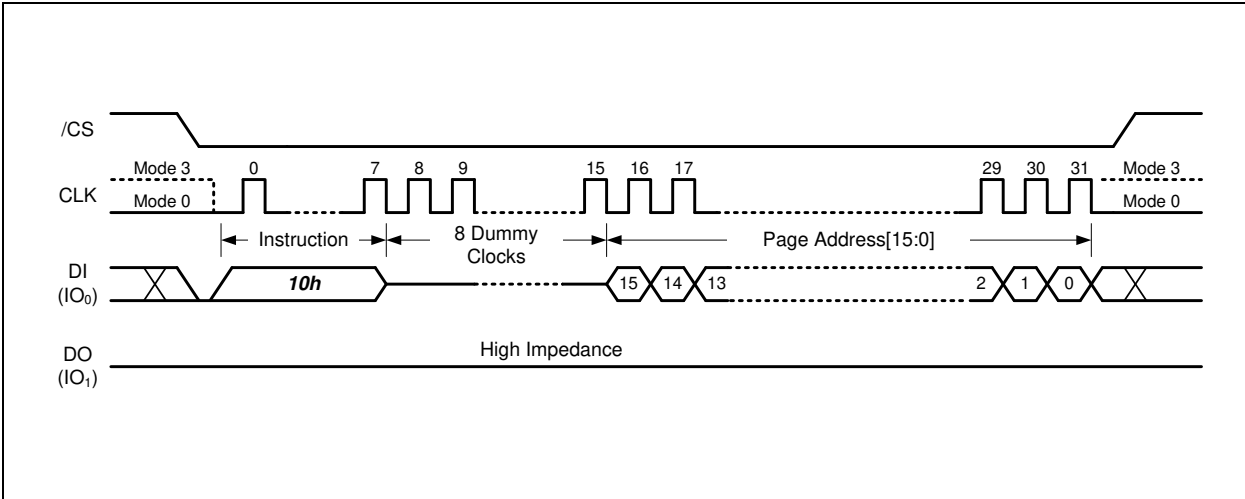 /CS
Mode 3 0 7 8 9 15 16 17 29 30 31 Mode 3
CLK
Mode 0 Mode 0
Instruction 8 Dummy Clocks Page Address[15:0]
DI
(IO₀)
10h 15 14 13 2 1 0
DO
(IO₁)
High Impedance